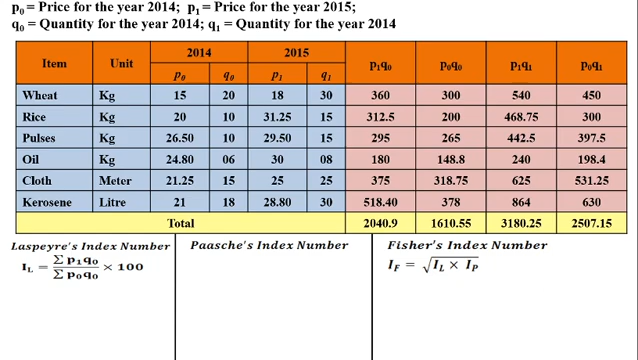 p₀ = Price for the year 2014; p₁ = Price for the year 2015;
q₀ = Quantity for the year 2014; q₁ = Quantity for the year 2014
Item Unit 2014 2015 p₁q₀ p₀q₀ p₁q₁ p₀q₁
p₀ q₀ p₁ q₁
Wheat Kg 15 20 18 30 360 300 540 450
Rice Kg 20 10 31.25 15 312.5 200 468.75 300
Pulses Kg 26.50 10 29.50 15 295 265 442.5 397.5
Oil Kg 24.80 06 30 08 180 148.8 240 198.4
Cloth Meter 21.25 15 25 25 375 318.75 625 531.25
Kerosene Litre 21 18 28.80 30 518.40 378 864 630
Total 2040.9 1610.55 3180.25 2507.15
Laspeyre's Index Number
I_L = ∑ p₁q₀ / ∑ p₀q₀ × 100
Paasche's Index Number
Fisher's Index Number
I_F = √(I_L × I_P)